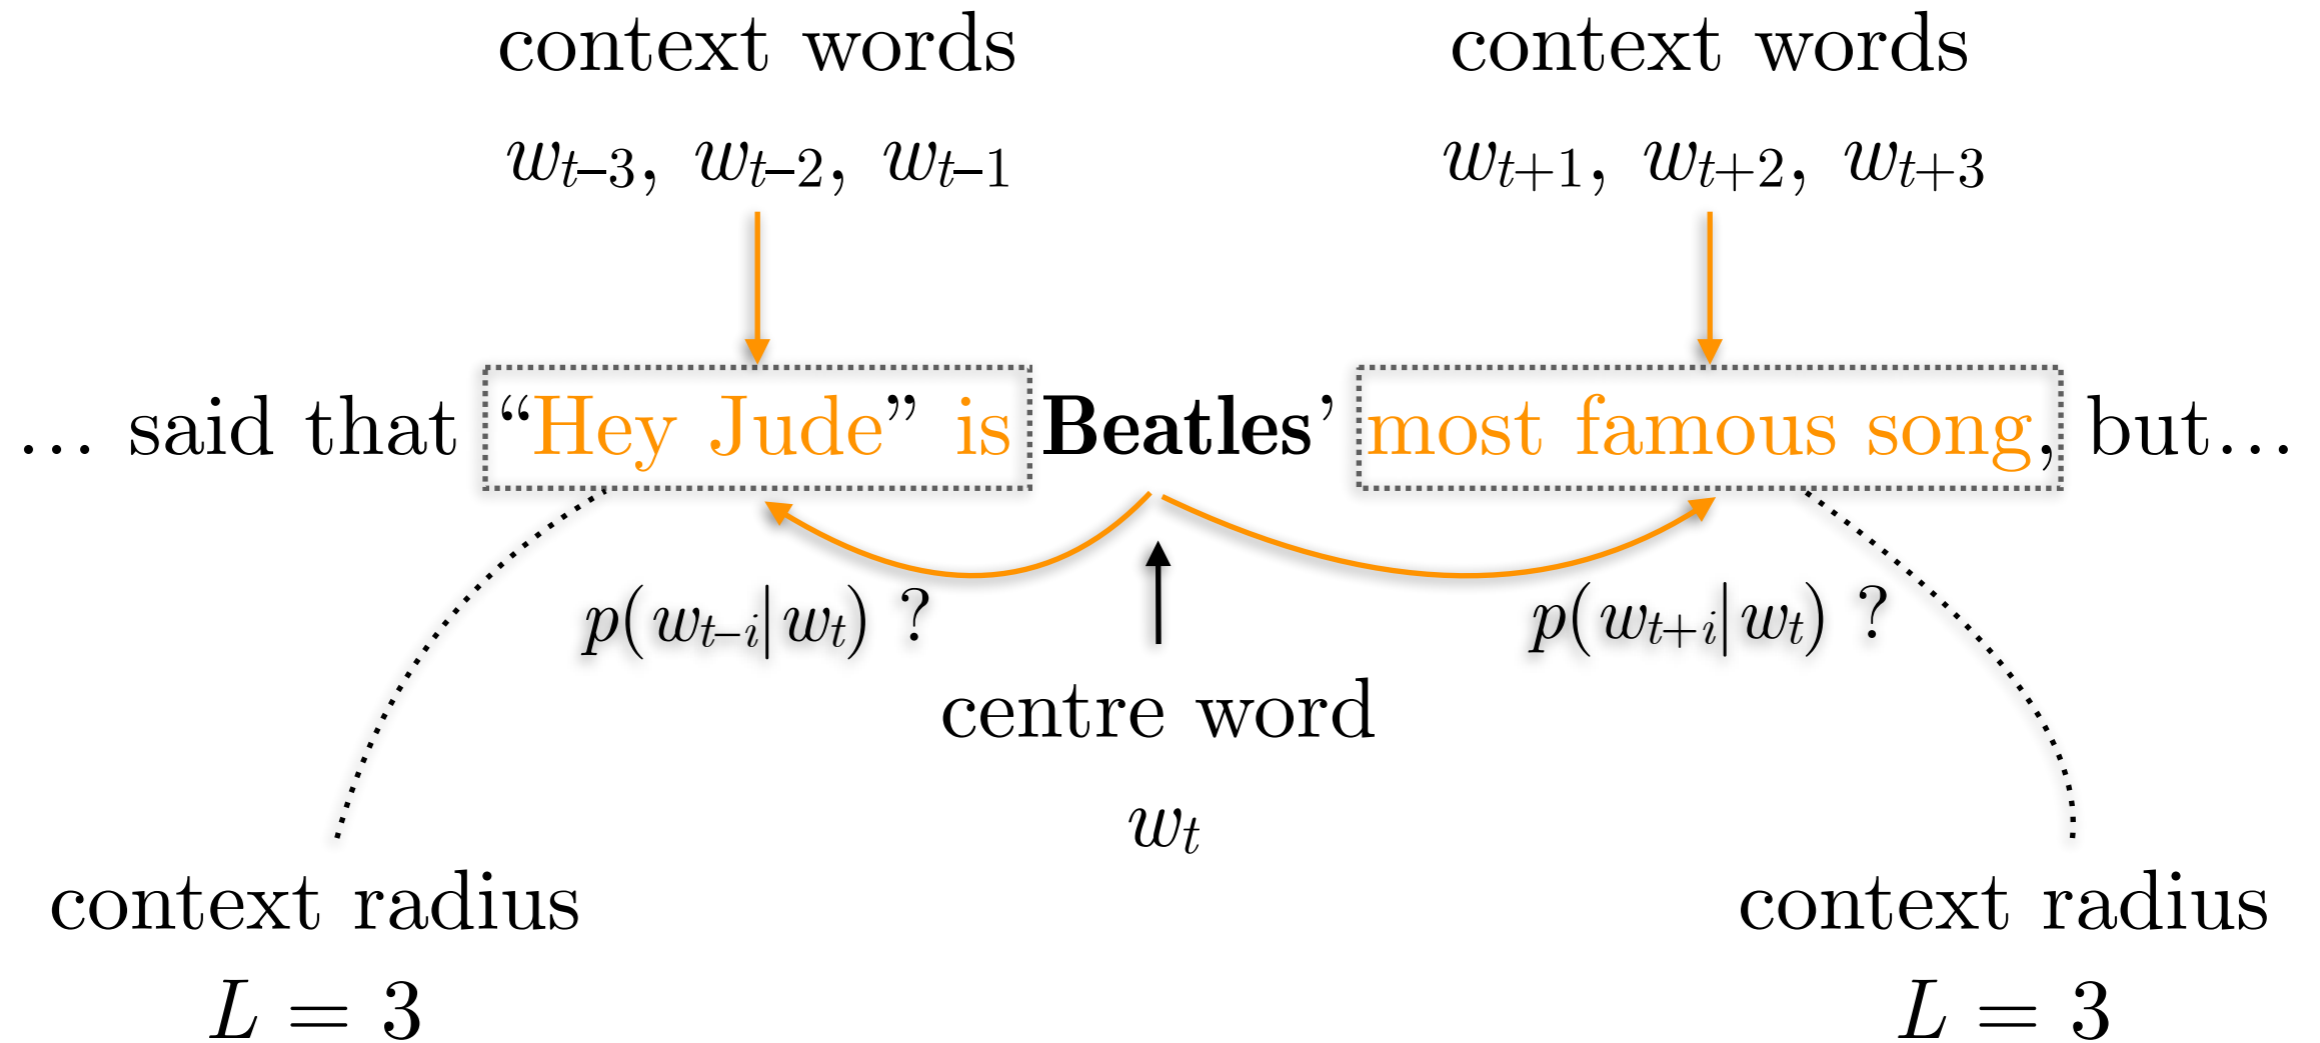 context words context words
w_{t–3}, w_{t–2}, w_{t–1} w_{t+1}, w_{t+2}, w_{t+3}
… said that “Hey Jude” is Beatles’ most famous song, but…
p(w_{t–i}|w_t) ? p(w_{t+i}|w_t) ?
centre word
w_t
context radius context radius
L = 3 L = 3